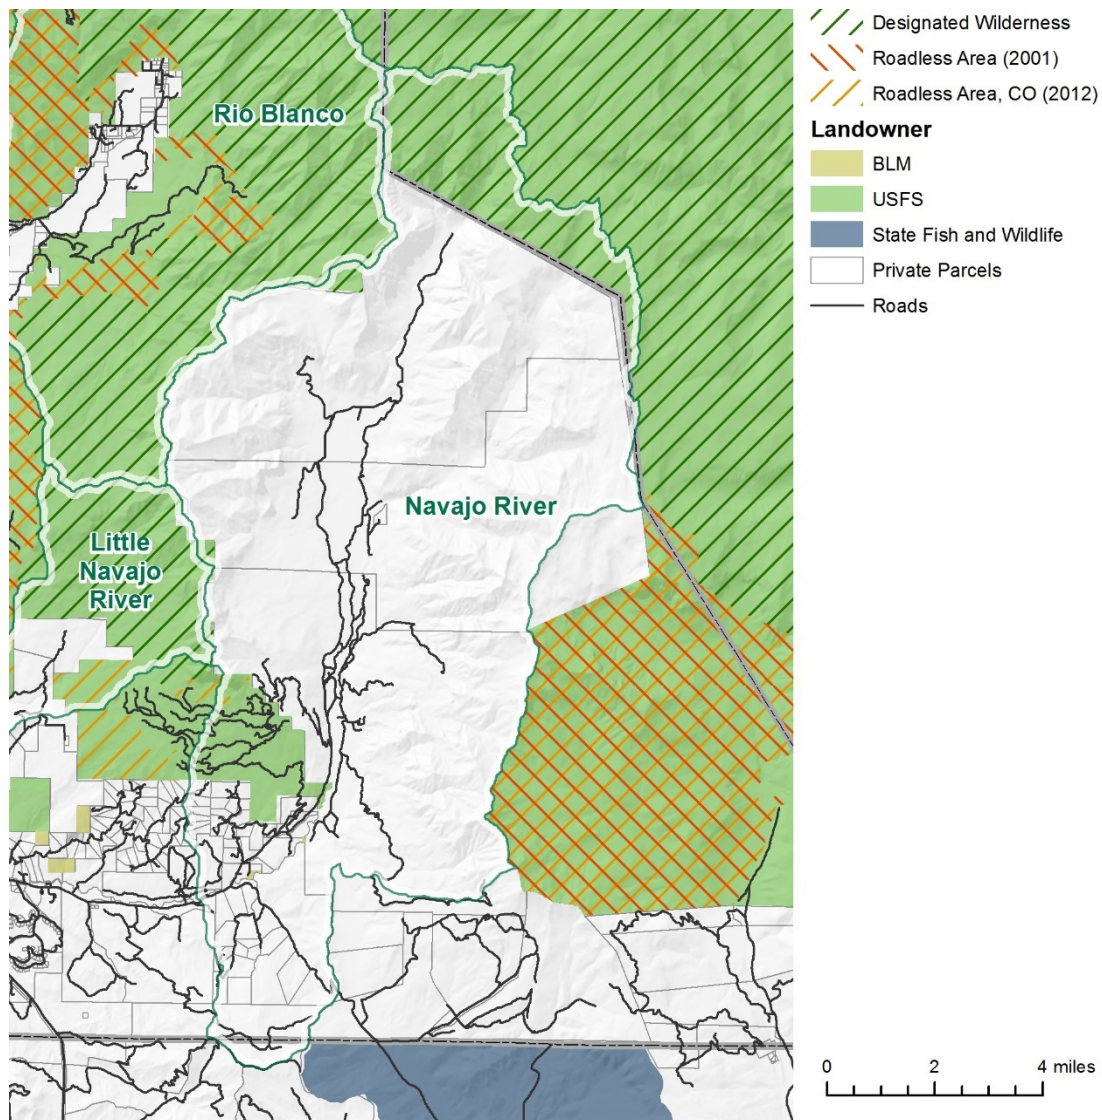 Designated Wilderness
Roadless Area (2001)
Roadless Area, CO (2012)
Landowner
BLM
USFS
State Fish and Wildlife
Private Parcels
Roads
Rio Blanco
Navajo River
Little
Navajo
River
0 2 4 miles